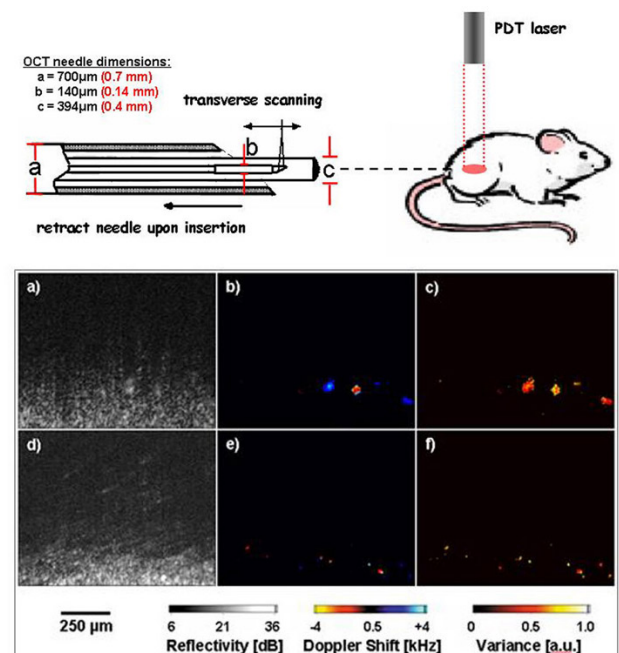 PDT laser
OCT needle dimensions:
a = 700µm (0.7 mm)
b = 140µm (0.14 mm)
c = 394µm (0.4 mm)
transverse scanning
a
b
c
retract needle upon insertion
a)
b)
c)
d)
e)
f)
250 µm
6 21 36
Reflectivity [dB]
-4 0.5 +4
Doppler Shift [kHz]
0 0.5 1.0
Variance [a.u.]